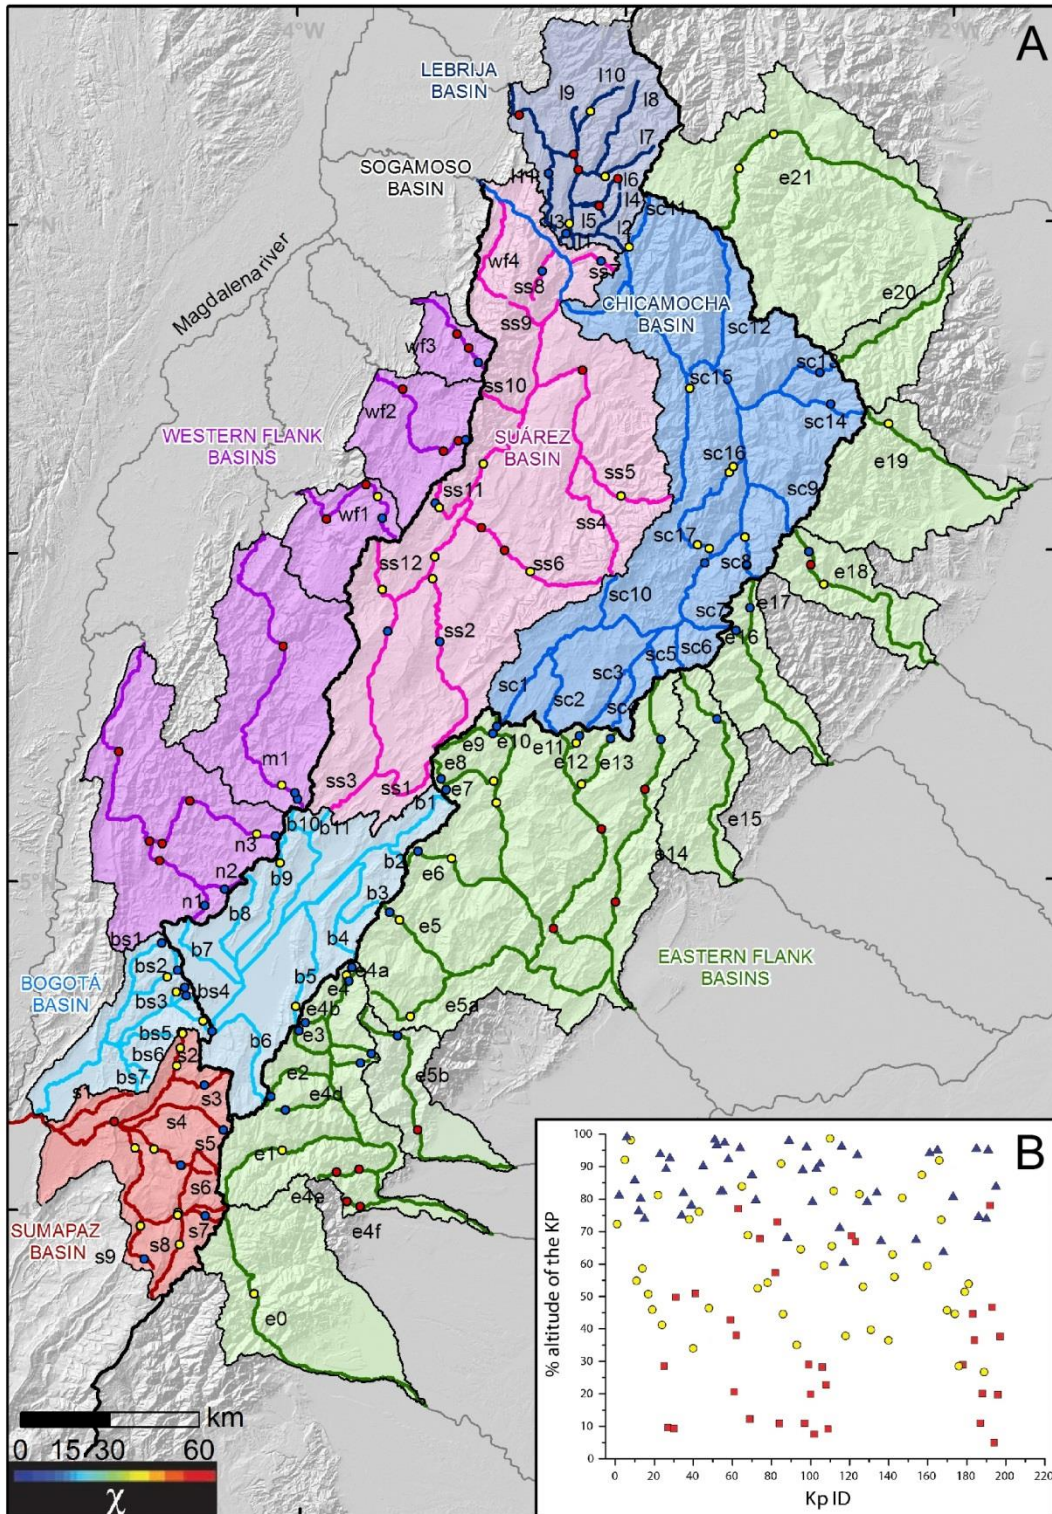 74°W
72°W
A
LEBRIJA
BASIN
l10
l9
l8
l7
l6
l4
l5
l2
l3
l1
l11
SOGAMOSO
BASIN
Magdalena river
wf4
ss8
ss7
ss9
ss10
sc11
CHICAMOCHA
BASIN
sc12
sc13
sc14
sc15
e21
e20
e19
wf3
wf2
WESTERN FLANK
BASINS
wf1
SUÁREZ
BASIN
ss5
ss4
ss11
ss12
ss6
ss2
sc16
sc9
sc17
sc8
sc10
sc7
sc6
sc5
sc3
sc4
sc2
sc1
e18
e17
e16
m1
ss3
ss1
e9
e10
e11
e12
e13
e8
e7
e15
e14
b1
b10
b11
n3
b9
b2
e6
n2
n1
b8
b3
e5
bs1
b7
b4
bs2
BOGOTÁ
BASIN
bs3
bs4
b5
e4a
e4
e4b
e5a
EASTERN FLANK
BASINS
bs5
bs6
bs7
s2
b6
e3
e2
e5b
s1
s3
e4d
s4
s5
e1
s6
e4e
e4f
SUMAPAZ
BASIN
s7
s8
s9
e0
km
0 15 30 60
χ
B
% altitude of the KP
100
90
80
70
60
50
40
30
20
10
0
0 20 40 60 80 100 120 140 160 180 200 220
Kp ID